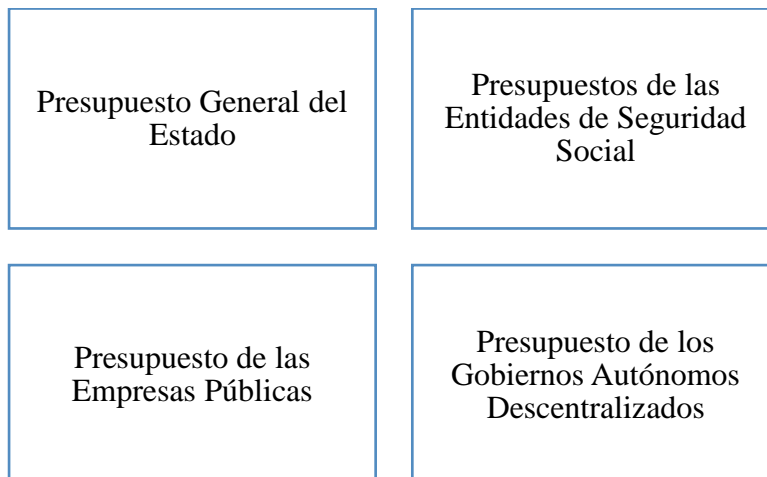 Presupuesto General del
Estado
Presupuestos de las
Entidades de Seguridad
Social
Presupuesto de las
Empresas Públicas
Presupuesto de los
Gobiernos Autónomos
Descentralizados